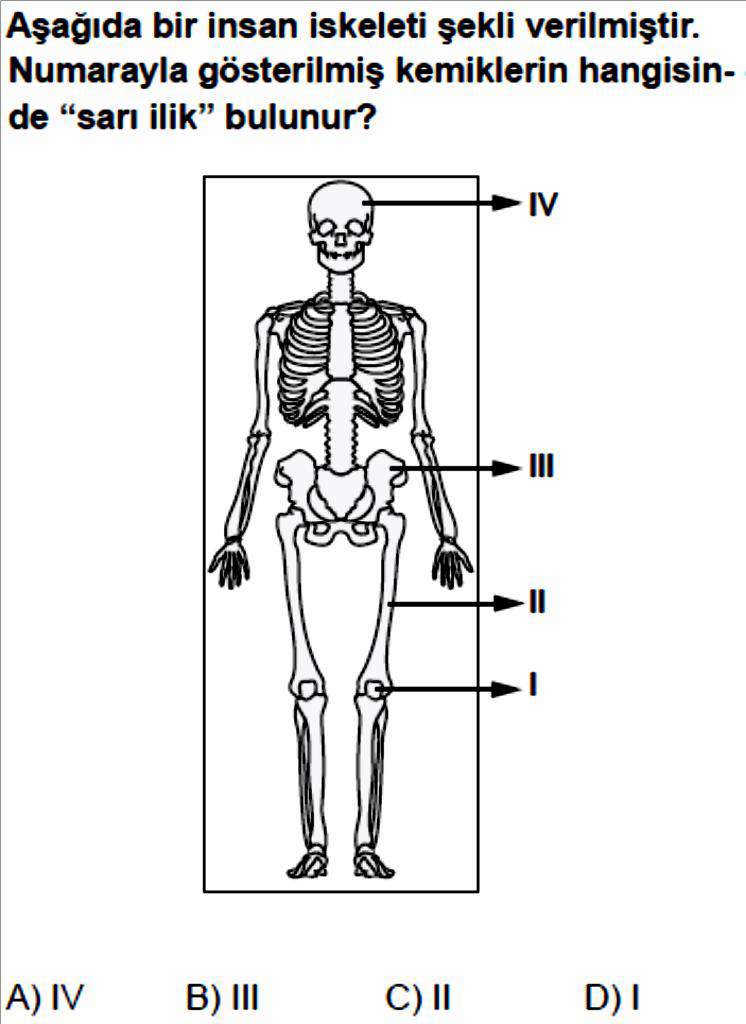 Aşağıda bir insan iskeleti şekli verilmiştir.
Numarayla gösterilmiş kemiklerin hangisin-
de “sarı ilik” bulunur?
IV
III
II
I
A) IV B) III C) II D) I